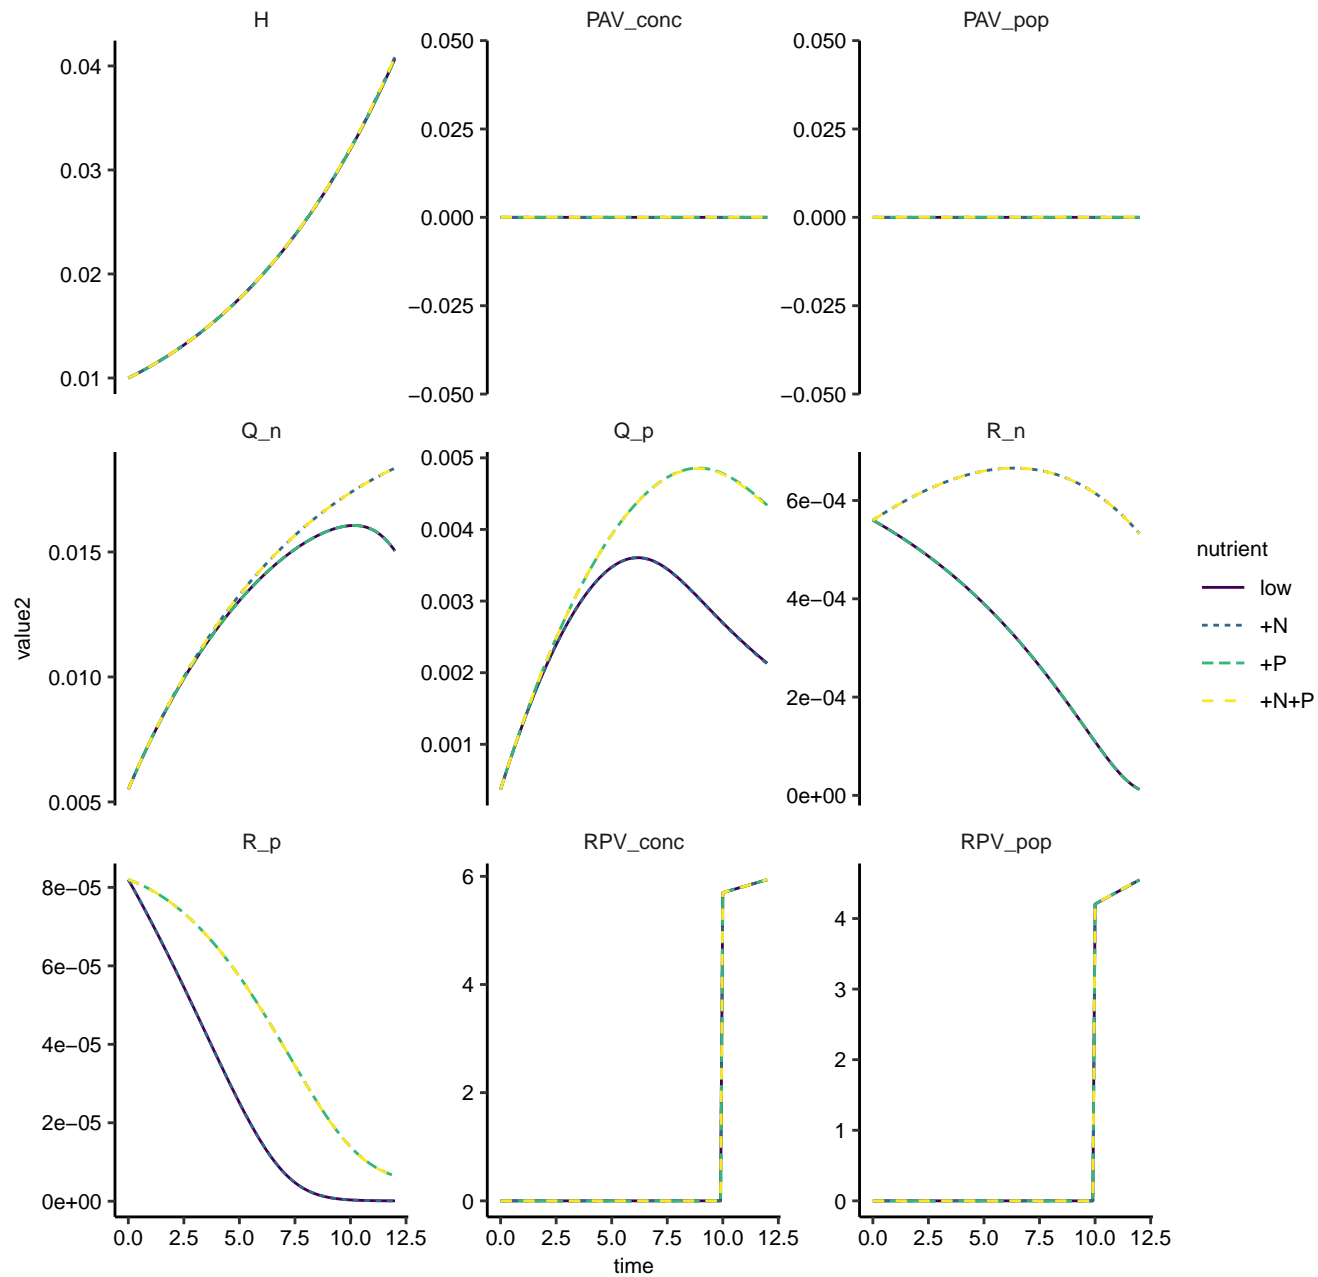 H
PAV_conc
PAV_pop
0.04
0.03
0.02
0.01
0.050
0.025
0.000
−0.025
−0.050
0.050
0.025
0.000
−0.025
−0.050
Q_n
Q_p
R_n
0.015
0.010
0.005
0.005
0.004
0.003
0.002
0.001
6e−04
4e−04
2e−04
0e+00
value2
nutrient
low
+N
+P
+N+P
R_p
RPV_conc
RPV_pop
8e−05
6e−05
4e−05
2e−05
0e+00
6
4
2
0
4
3
2
1
0
0.0 2.5 5.0 7.5 10.0 12.5
0.0 2.5 5.0 7.5 10.0 12.5
0.0 2.5 5.0 7.5 10.0 12.5
time